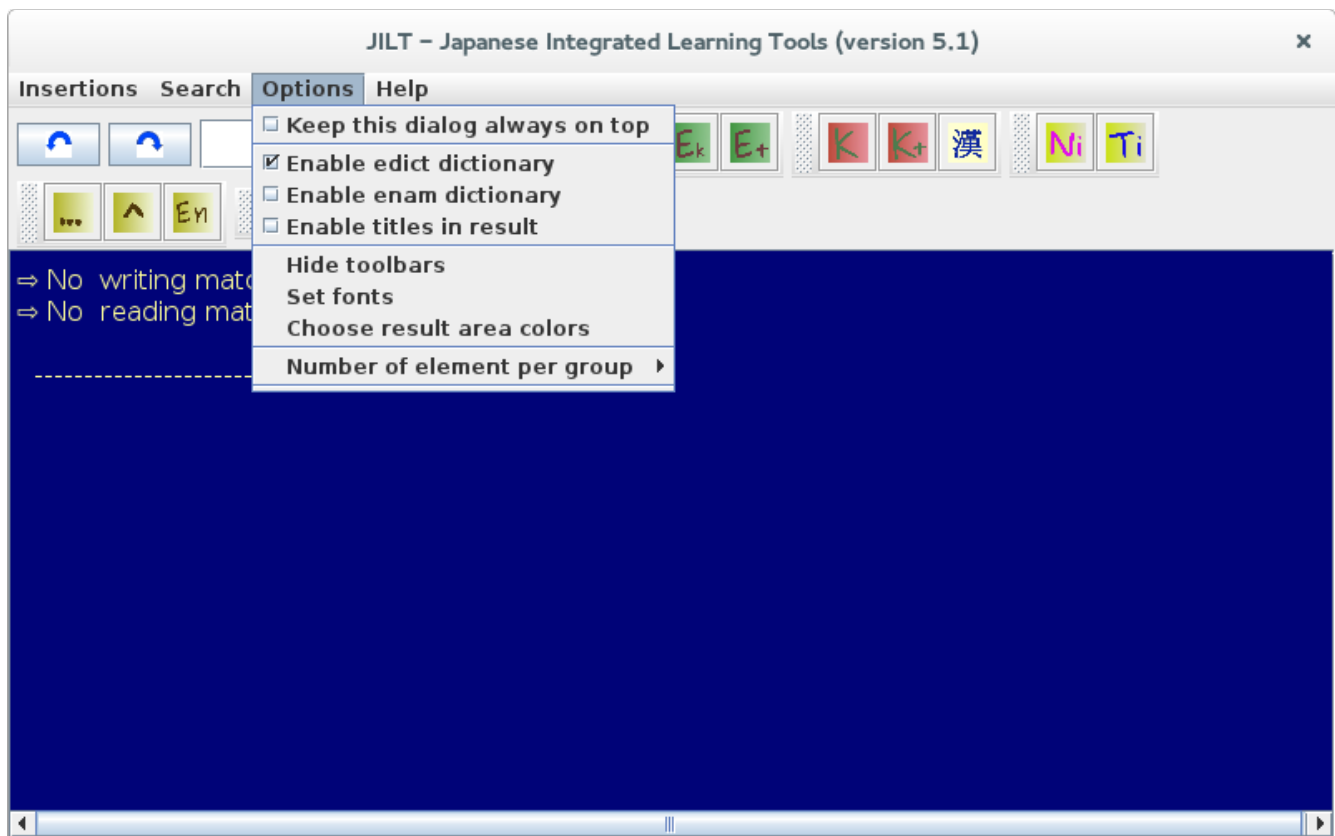 JILT – Japanese Integrated Learning Tools (version 5.1)
Insertions Search Options Help
Keep this dialog always on top
Enable edict dictionary
Enable enam dictionary
Enable titles in result
Hide toolbars
Set fonts
Choose result area colors
Number of element per group
Ek E+ K K+ 漢 Ni Ti
... ^ En
⇒ No writing matc
⇒ No reading mat
----------------------